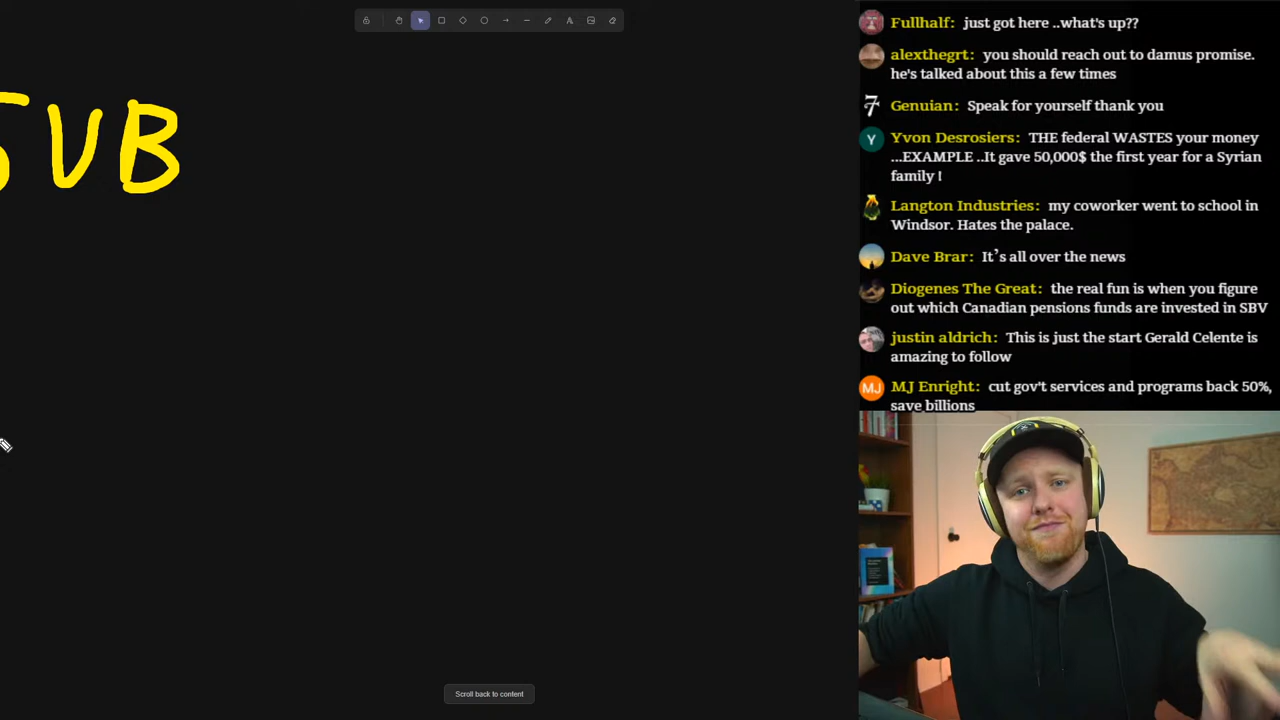 SUB
Fullhalf: just got here ..what's up??
alexthegrt: you should reach out to damus promise.
he's talked about this a few times
Genuian: Speak for yourself thank you
Y Yvon Desrosiers: THE federal WASTES your money
...EXAMPLE ..It gave 50,000$ the first year for a Syrian
family !
Langton Industries: my coworker went to school in
Windsor. Hates the palace.
Dave Brar: It’s all over the news
Diogenes The Great: the real fun is when you figure
out which Canadian pensions funds are invested in SBV
justin aldrich: This is just the start Gerald Celente is
amazing to follow
MJ MJ Enright: cut gov't services and programs back 50%,
save billions
Scroll back to content